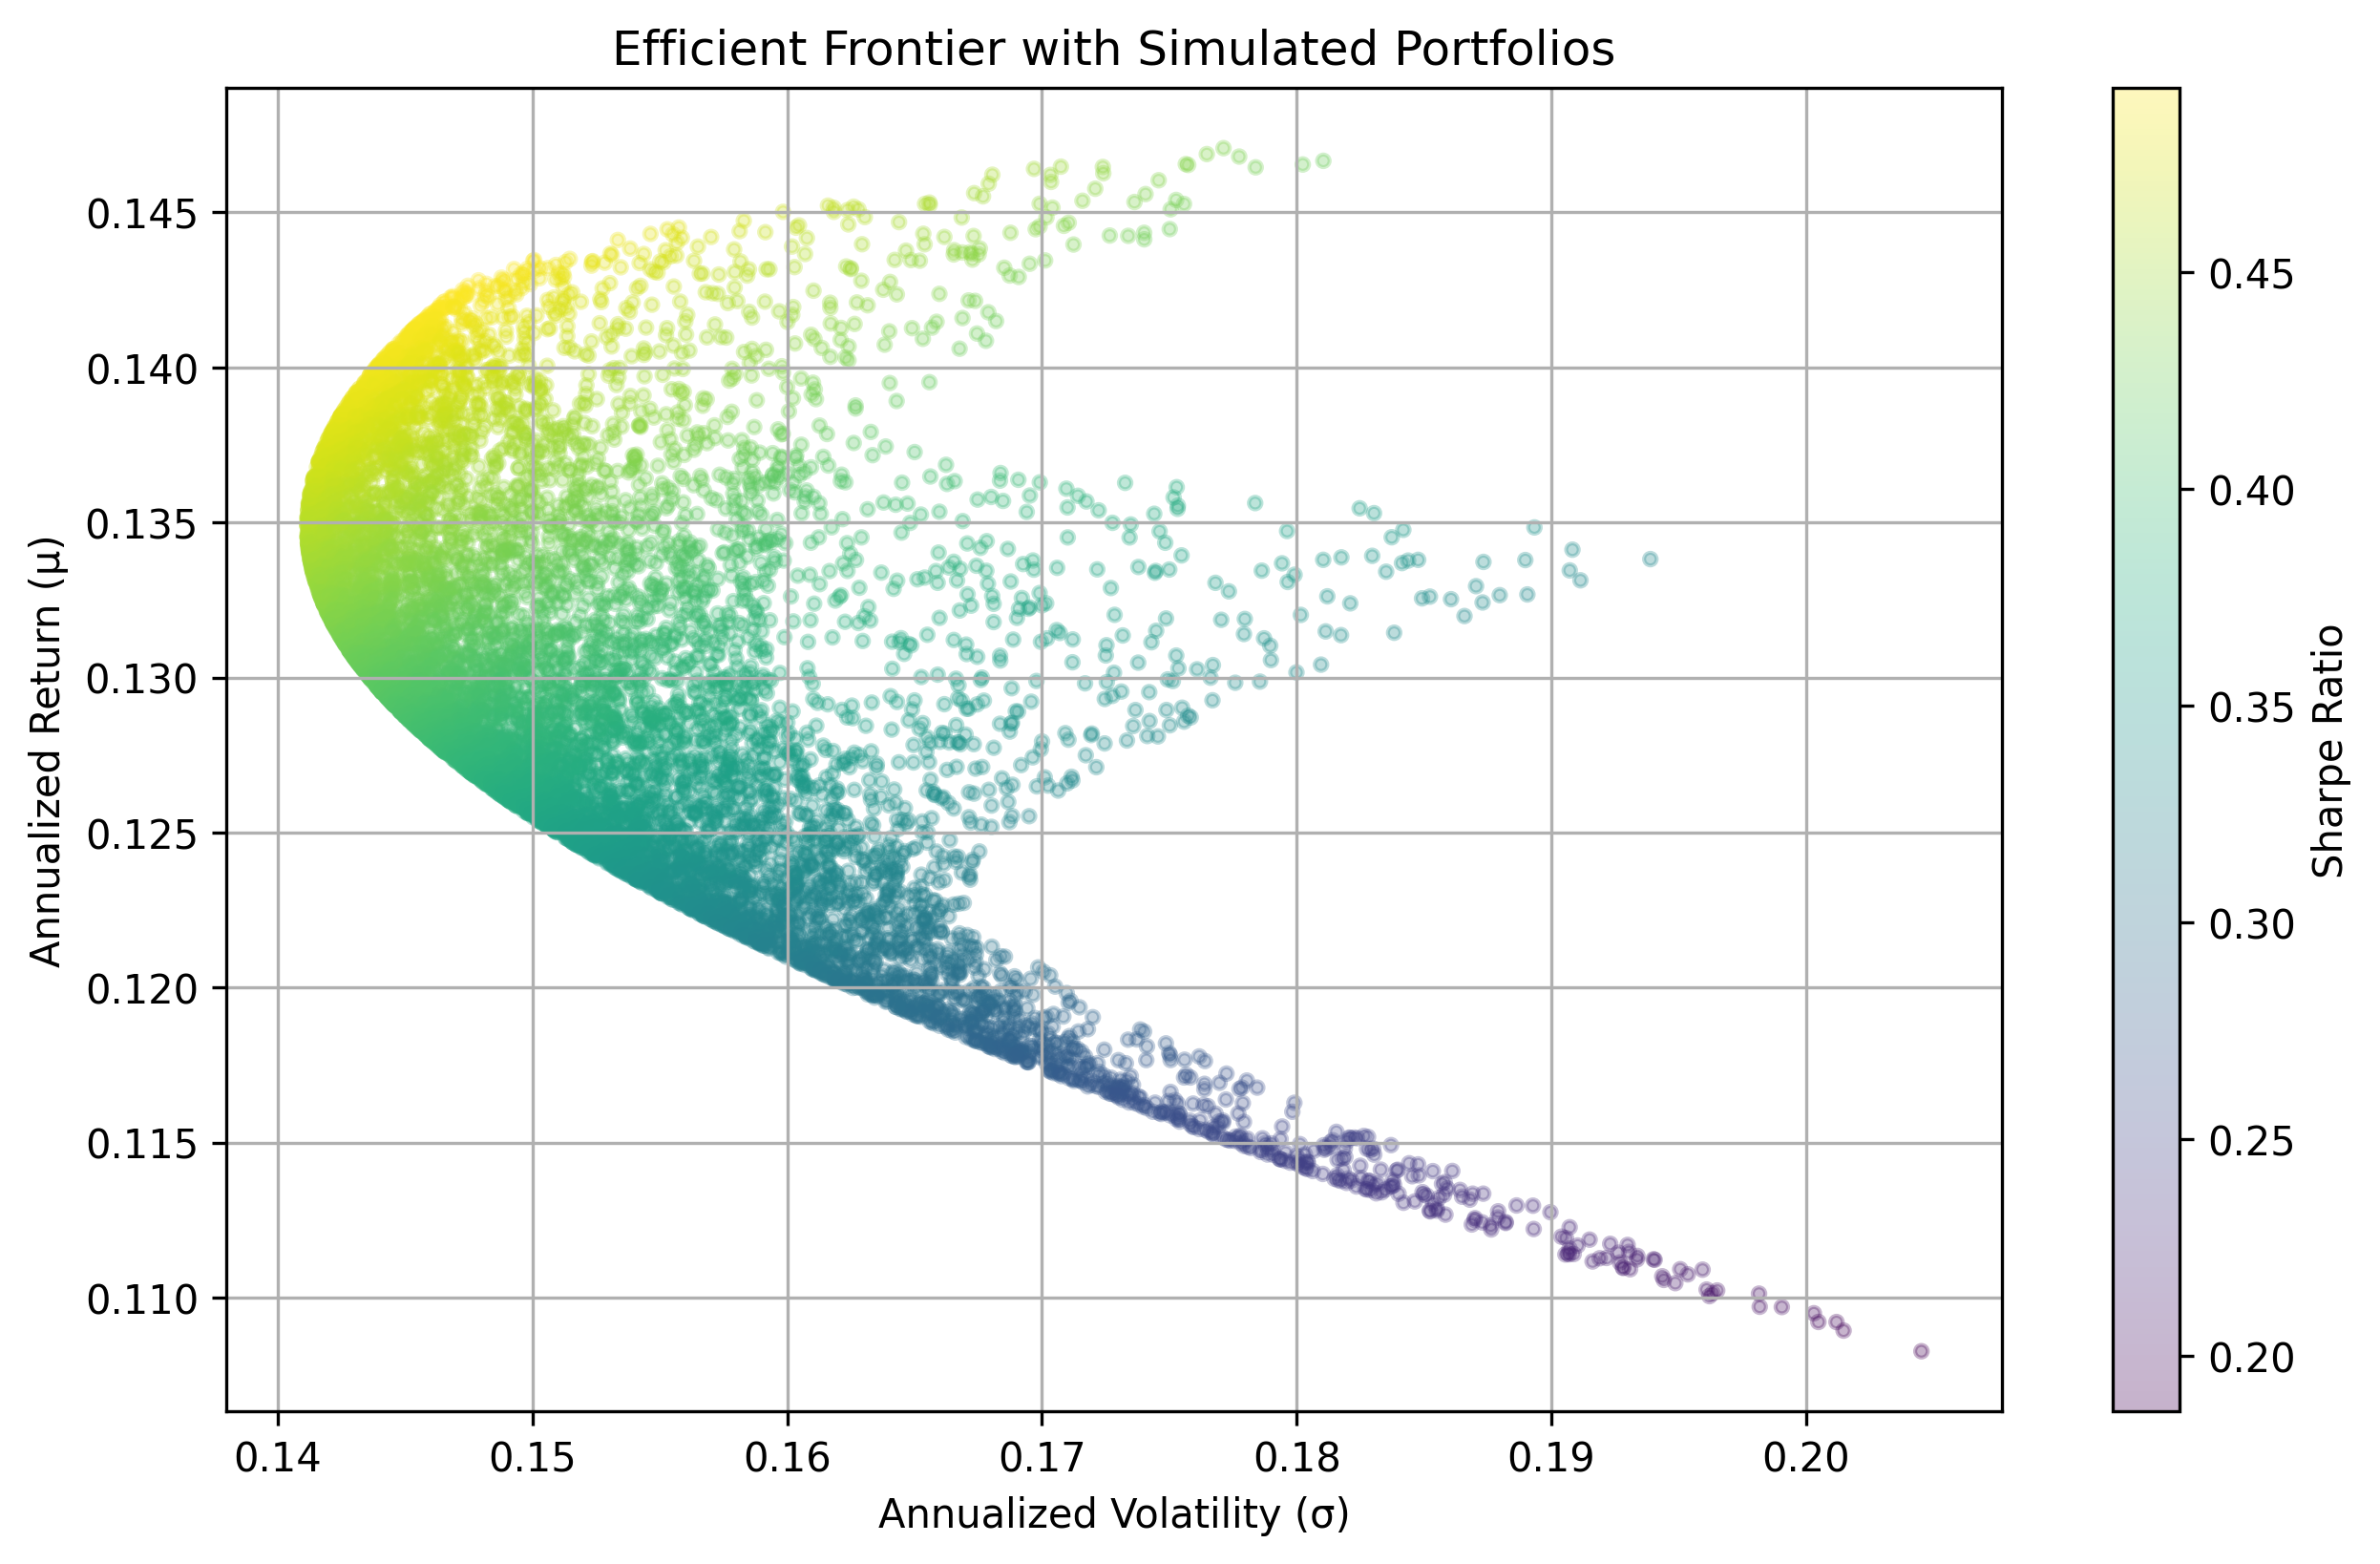 Efficient Frontier with Simulated Portfolios
Annualized Return (μ)
0.145
0.140
0.135
0.130
0.125
0.120
0.115
0.110
0.14 0.15 0.16 0.17 0.18 0.19 0.20
Annualized Volatility (σ)
0.45
0.40
0.35
0.30
0.25
0.20
Sharpe Ratio